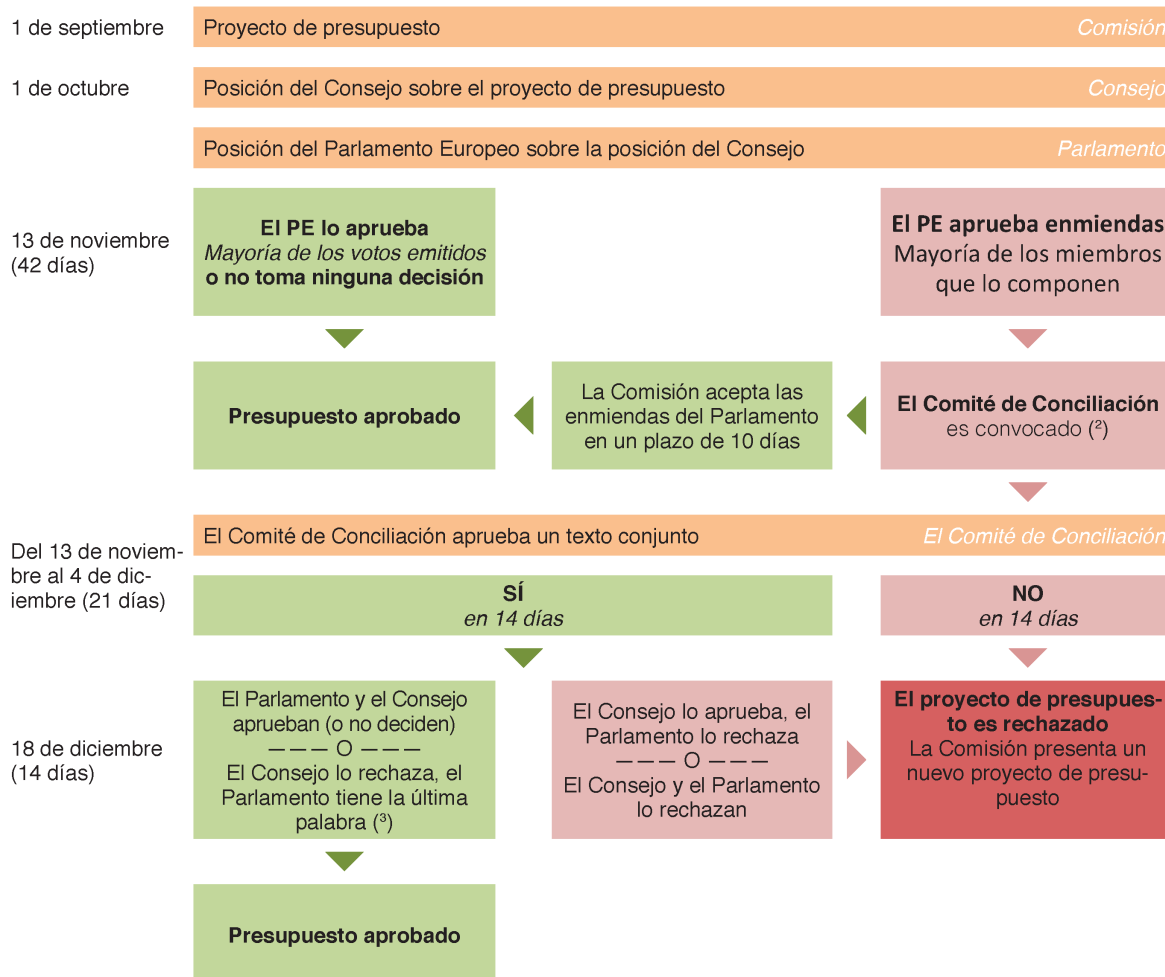 1 de septiembre
Proyecto de presupuesto
Comisión
1 de octubre
Posición del Consejo sobre el proyecto de presupuesto
Consejo
Posición del Parlamento Europeo sobre la posición del Consejo
Parlamento
13 de noviembre
(42 días)
El PE lo aprueba
Mayoría de los votos emitidos
o no toma ninguna decisión
El PE aprueba enmiendas
Mayoría de los miembros
que lo componen
Presupuesto aprobado
La Comisión acepta las
enmiendas del Parlamento
en un plazo de 10 días
El Comité de Conciliación
es convocado (²)
Del 13 de noviem-
bre al 4 de dic-
iembre (21 días)
El Comité de Conciliación aprueba un texto conjunto
El Comité de Conciliación
SÍ
en 14 días
NO
en 14 días
18 de diciembre
(14 días)
El Parlamento y el Consejo
aprueban (o no deciden)
— — — O — — —
El Consejo lo rechaza, el
Parlamento tiene la última
palabra (³)
El Consejo lo aprueba, el
Parlamento lo rechaza
— — — O — — —
El Consejo y el Parlamento
lo rechazan
El proyecto de presupues-
to es rechazado
La Comisión presenta un
nuevo proyecto de presu-
puesto
Presupuesto aprobado